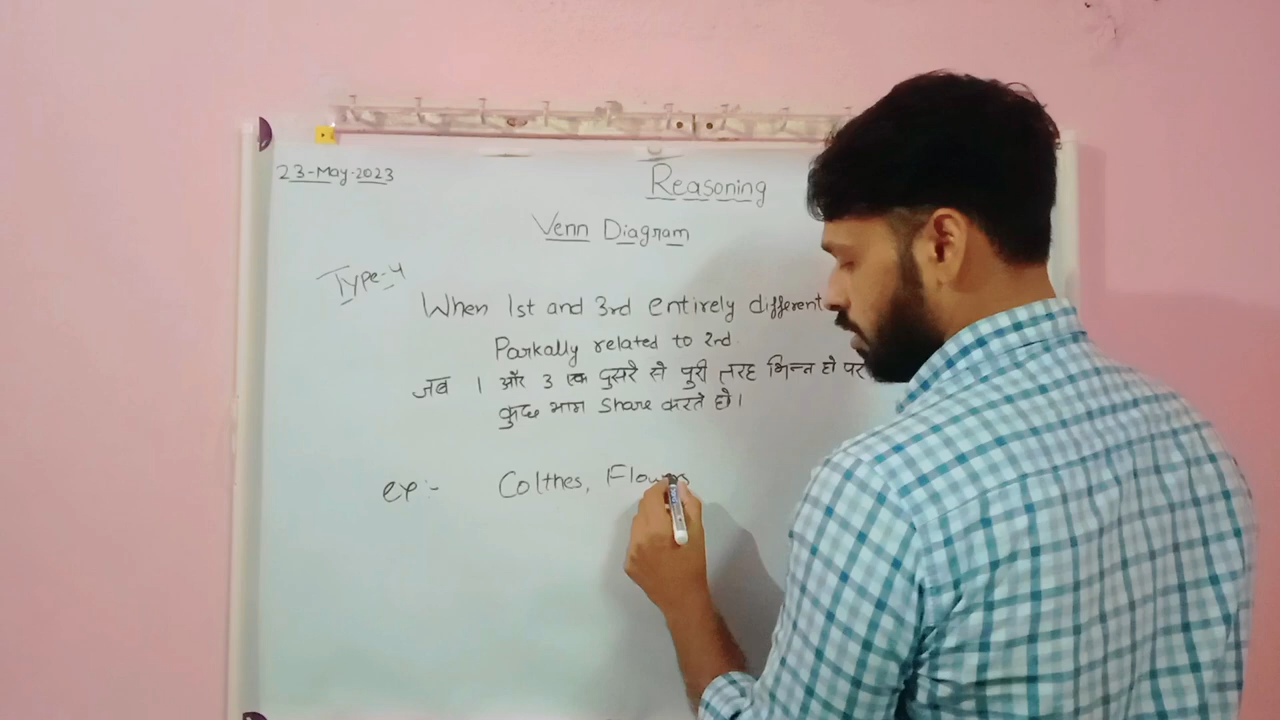 23-May-2023
Reasoning
Venn Diagram
Type-4
When 1st and 3rd entirely different
Parkally related to 2nd.
जब 1 और 3 एक दुसरे से पुरी तरह भिन्न हो पर
कुछ भाग Share करते हो।
ex:- Colthes,